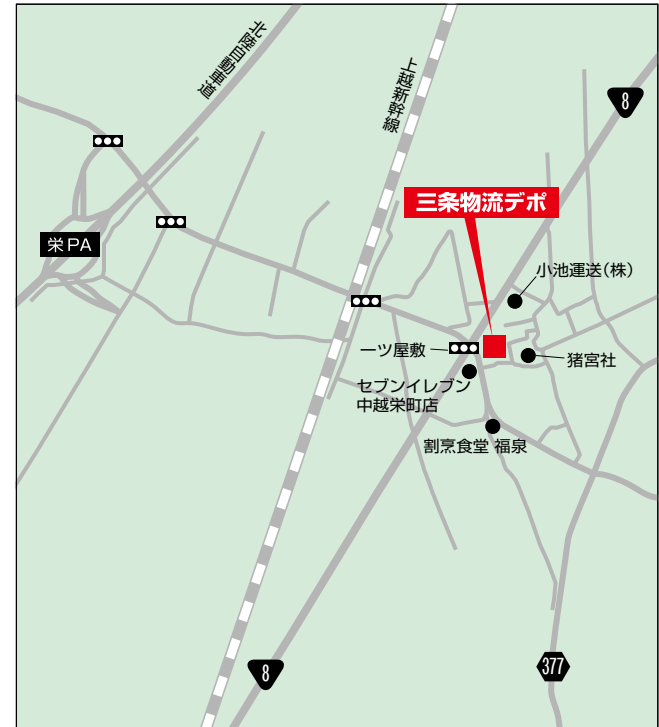 北陸自動車道
上越新幹線
8
三条物流デポ
栄PA
小池運送(株)
一ツ屋敷
猪宮社
セブンイレブン
中越栄町店
割烹食堂 福泉
377
8